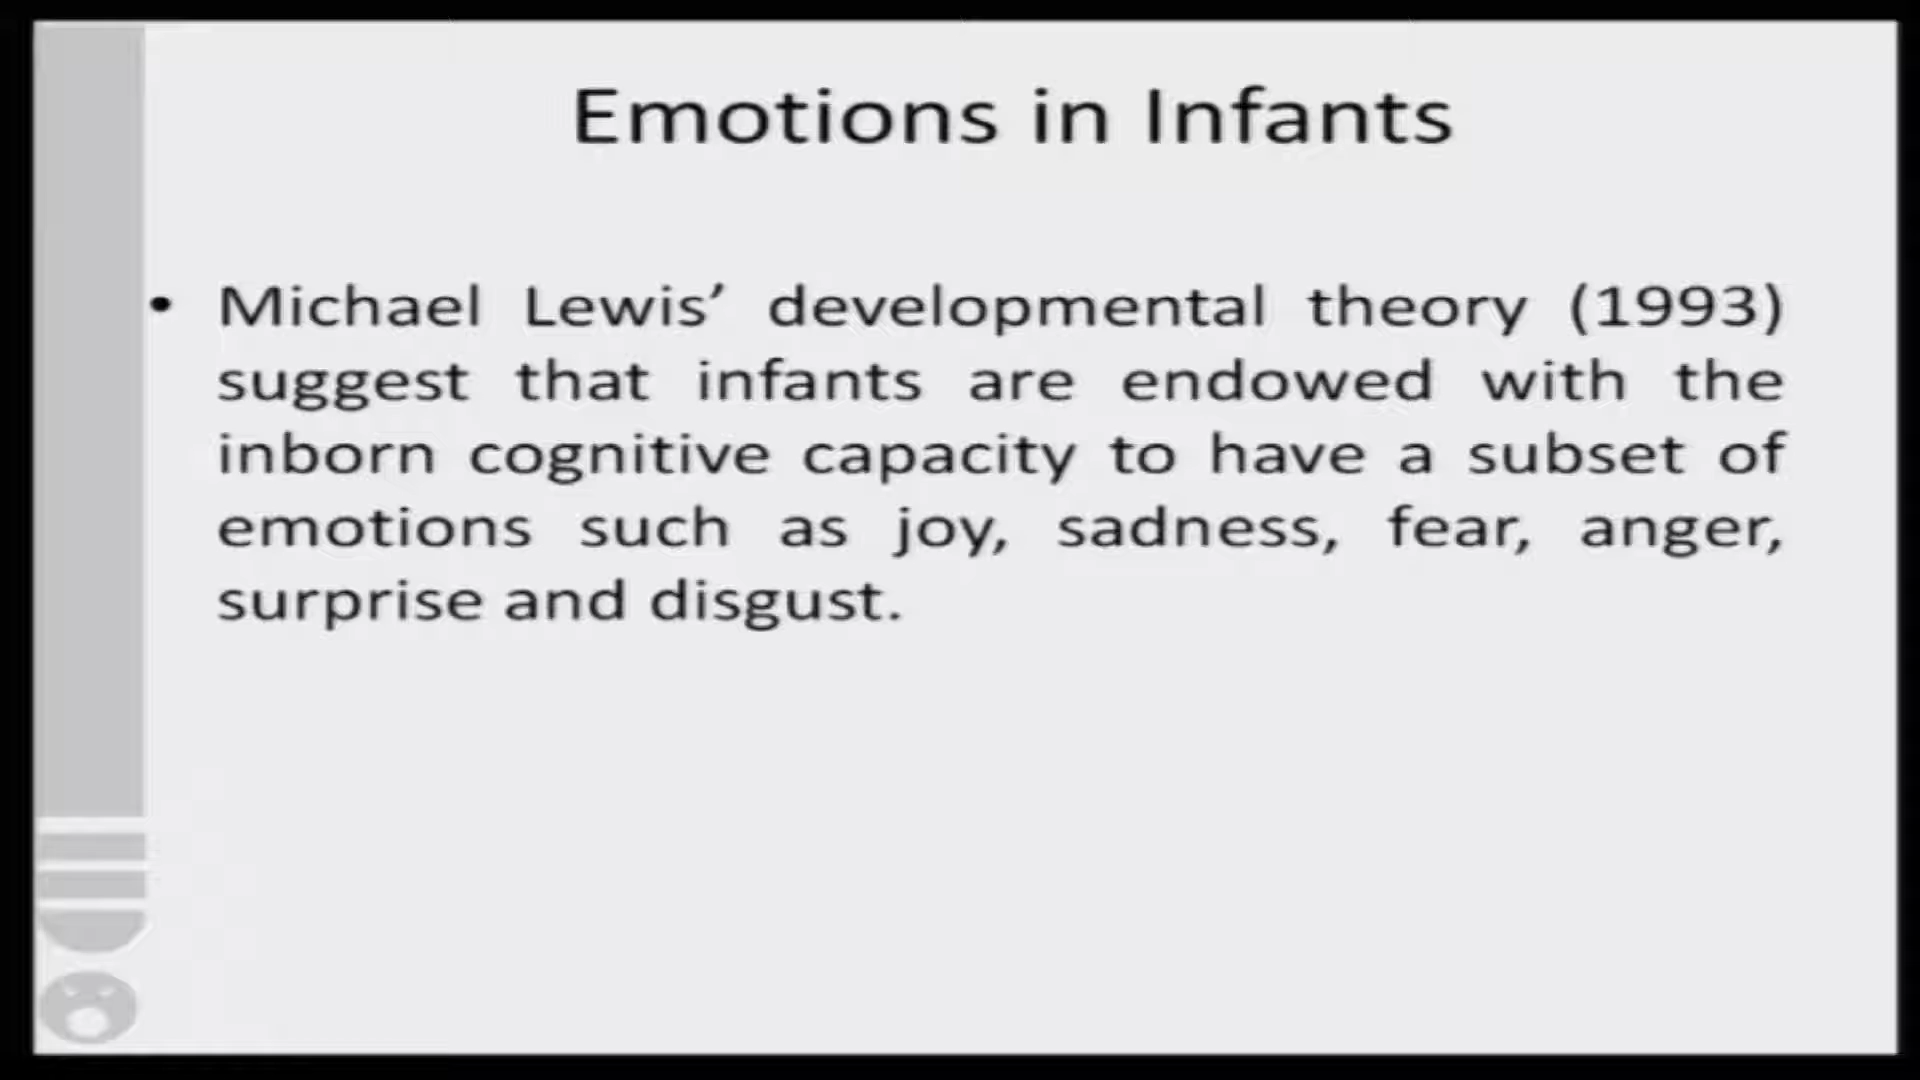 Emotions in Infants
• Michael Lewis’ developmental theory (1993)
suggest that infants are endowed with the
inborn cognitive capacity to have a subset of
emotions such as joy, sadness, fear, anger,
surprise and disgust.